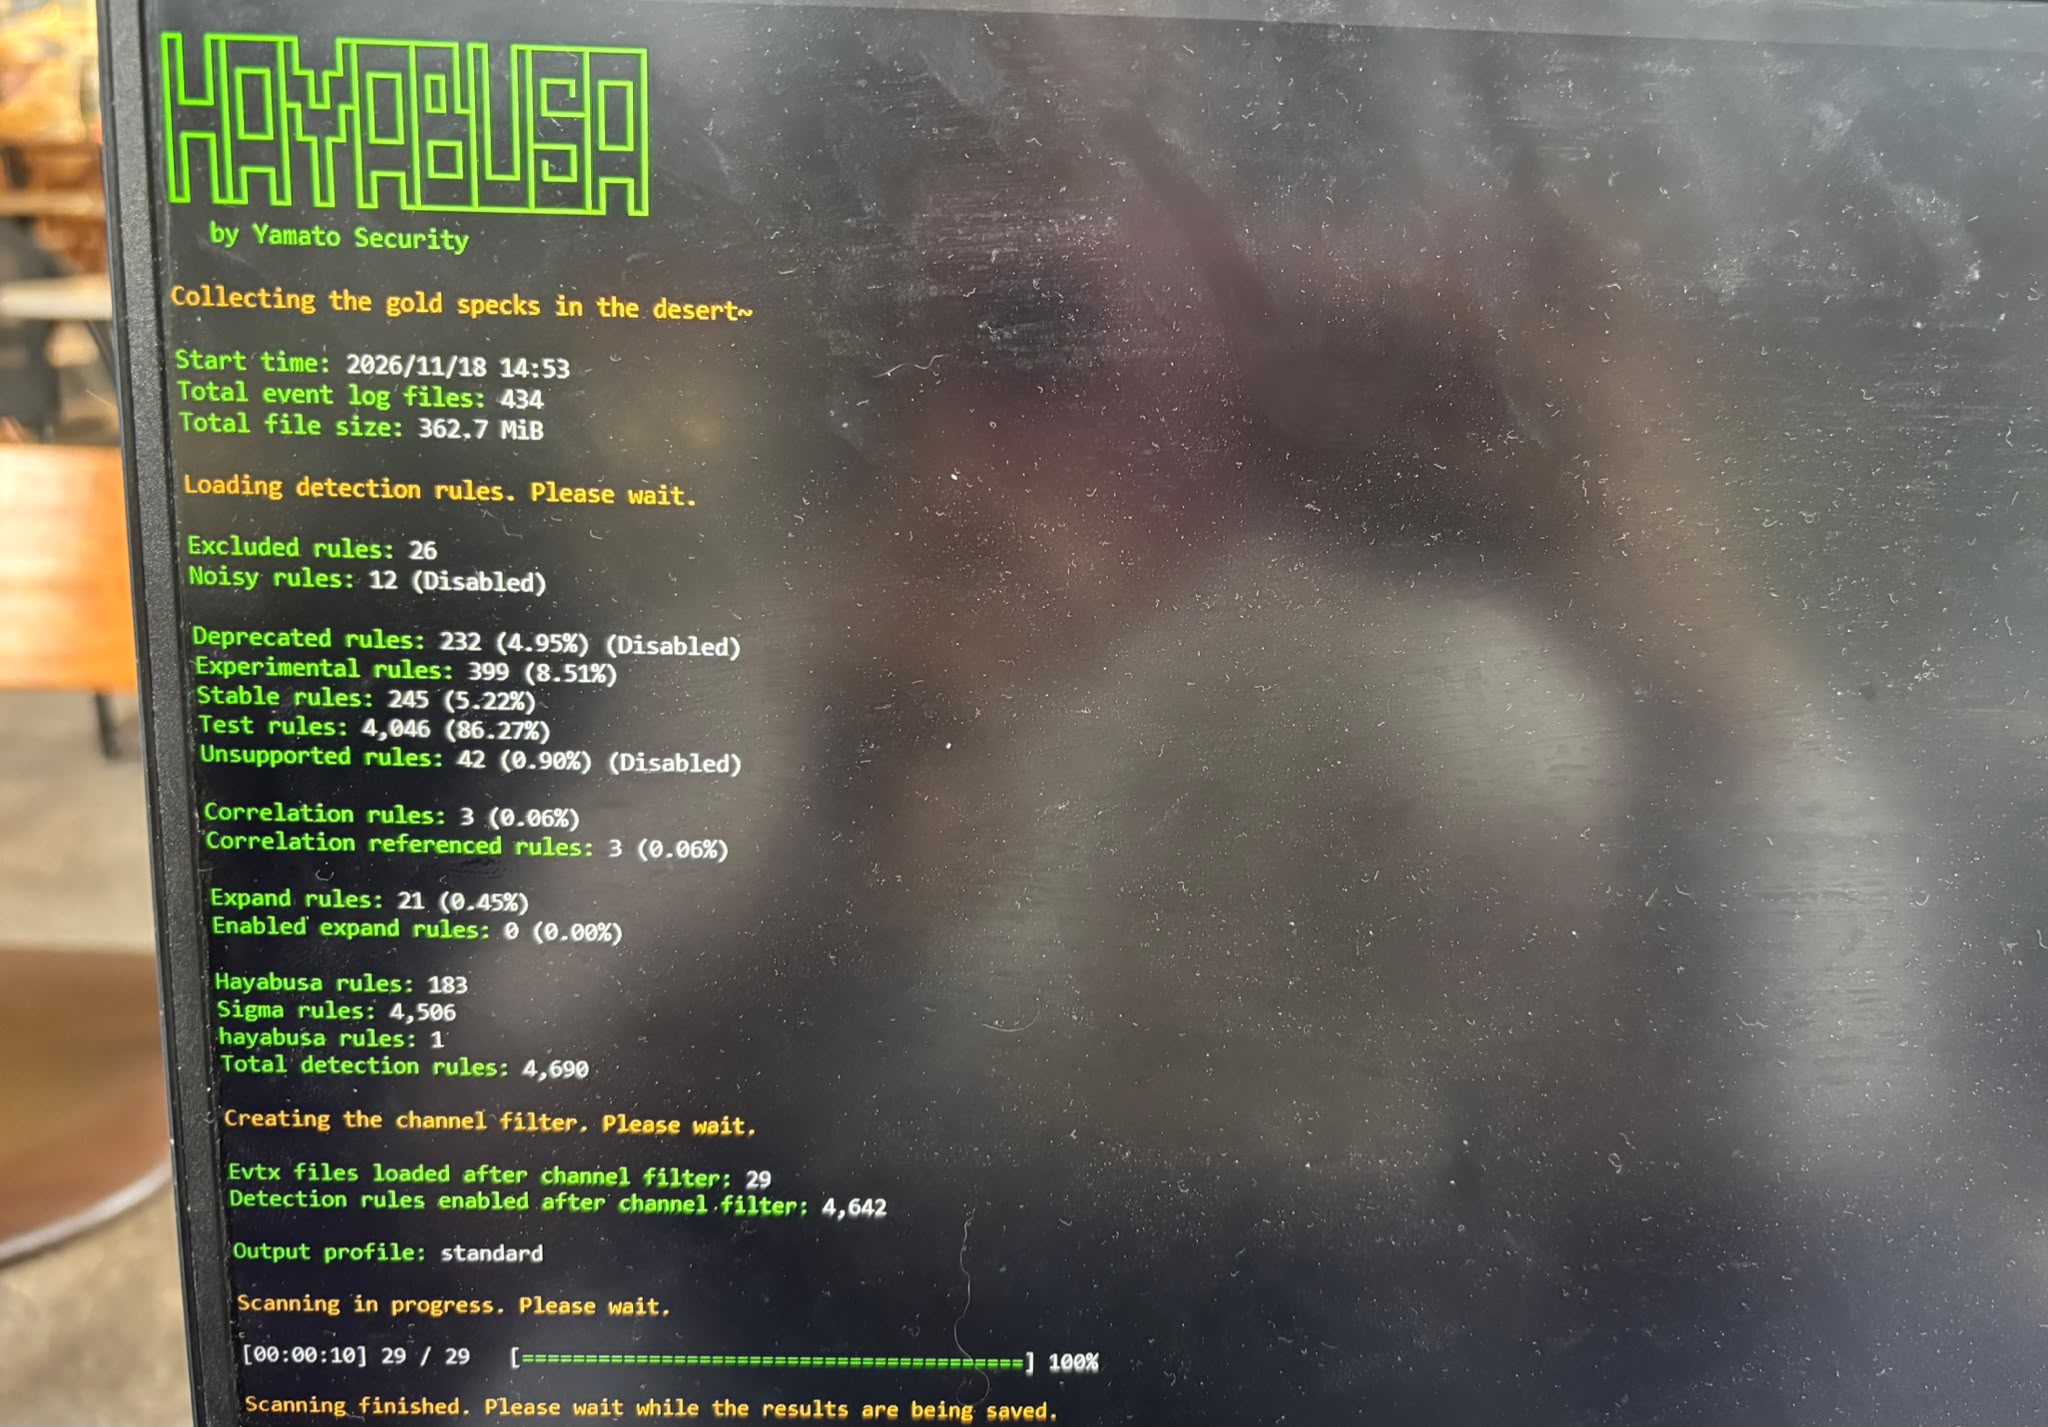 HAYABUSA
by Yamato Security
Collecting the gold specks in the desert~
Start time: 2026/11/18 14:53
Total event log files: 434
Total file size: 362.7 MiB
Loading detection rules. Please wait.
Excluded rules: 26
Noisy rules: 12 (Disabled)
Deprecated rules: 232 (4.95%) (Disabled)
Experimental rules: 399 (8.51%)
Stable rules: 245 (5.22%)
Test rules: 4,046 (86.27%)
Unsupported rules: 42 (0.90%) (Disabled)
Correlation rules: 3 (0.06%)
Correlation referenced rules: 3 (0.06%)
Expand rules: 21 (0.45%)
Enabled expand rules: 0 (0.00%)
Hayabusa rules: 183
Sigma rules: 4,506
hayabusa rules: 1
Total detection rules: 4,690
Creating the channel filter. Please wait.
Evtx files loaded after channel filter: 29
Detection rules enabled after channel filter: 4,642
Output profile: standard
Scanning in progress. Please wait.
[00:00:10] 29 / 29 [========================================] 100%
Scanning finished. Please wait while the results are being saved.